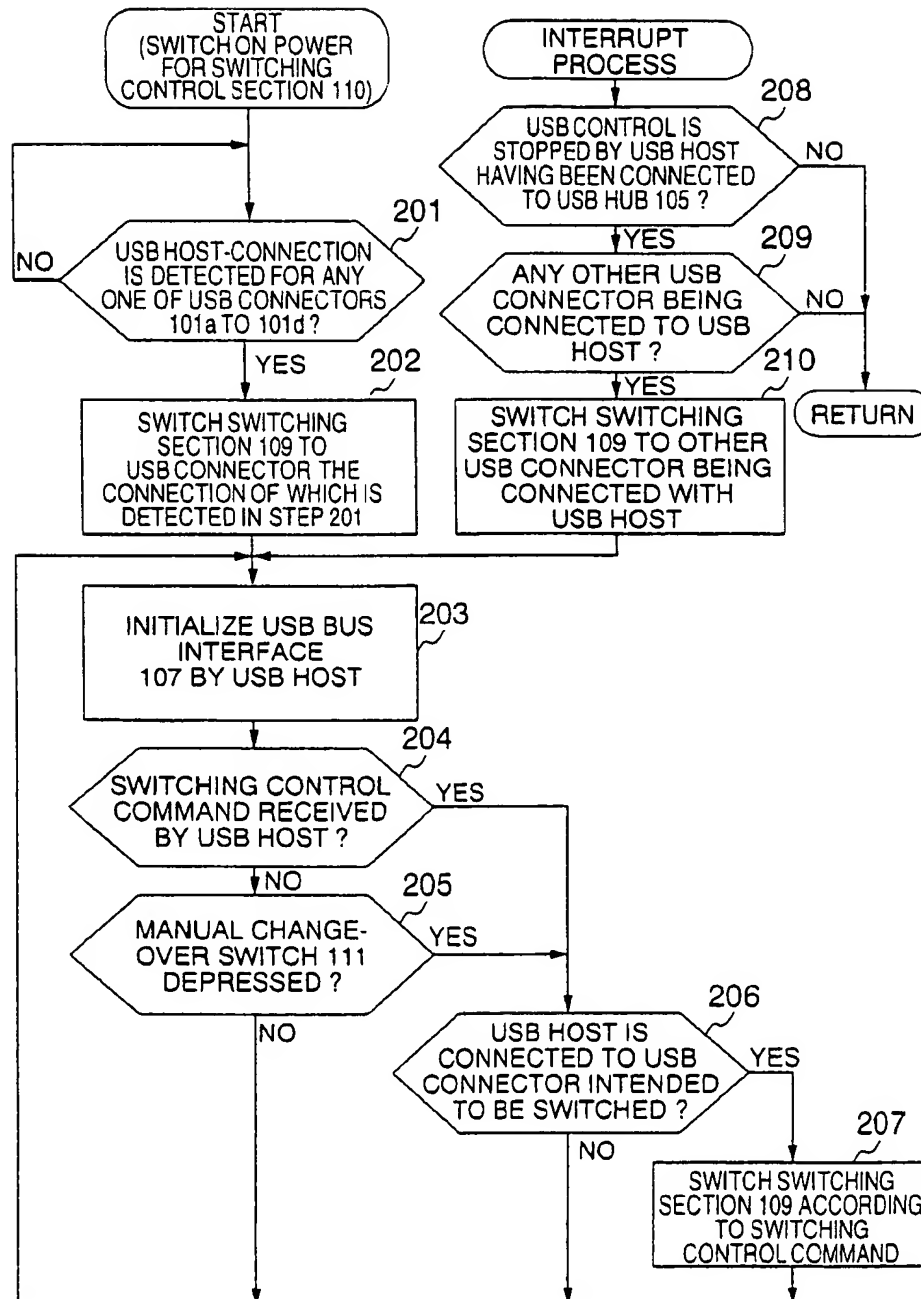 START
(SWITCH ON POWER
FOR SWITCHING
CONTROL SECTION 110)
INTERRUPT
PROCESS
208
USB CONTROL IS
STOPPED BY USB HOST
HAVING BEEN CONNECTED
TO USB HUB 105 ?
NO
YES
201
USB HOST-CONNECTION
IS DETECTED FOR ANY
ONE OF USB CONNECTORS
101a TO 101d ?
NO
YES
209
ANY OTHER USB
CONNECTOR BEING
CONNECTED TO USB
HOST ?
NO
YES
202
SWITCH SWITCHING
SECTION 109 TO
USB CONNECTOR THE
CONNECTION OF WHICH IS
DETECTED IN STEP 201
210
SWITCH SWITCHING
SECTION 109 TO OTHER
USB CONNECTOR BEING
CONNECTED WITH
USB HOST
RETURN
203
INITIALIZE USB BUS
INTERFACE
107 BY USB HOST
204
SWITCHING CONTROL
COMMAND RECEIVED
BY USB HOST ?
YES
NO
205
MANUAL CHANGE-
OVER SWITCH 111
DEPRESSED ?
YES
NO
206
USB HOST IS
CONNECTED TO USB
CONNECTOR INTENDED
TO BE SWITCHED ?
YES
NO
207
SWITCH SWITCHING
SECTION 109 ACCORDING
TO SWITCHING
CONTROL COMMAND